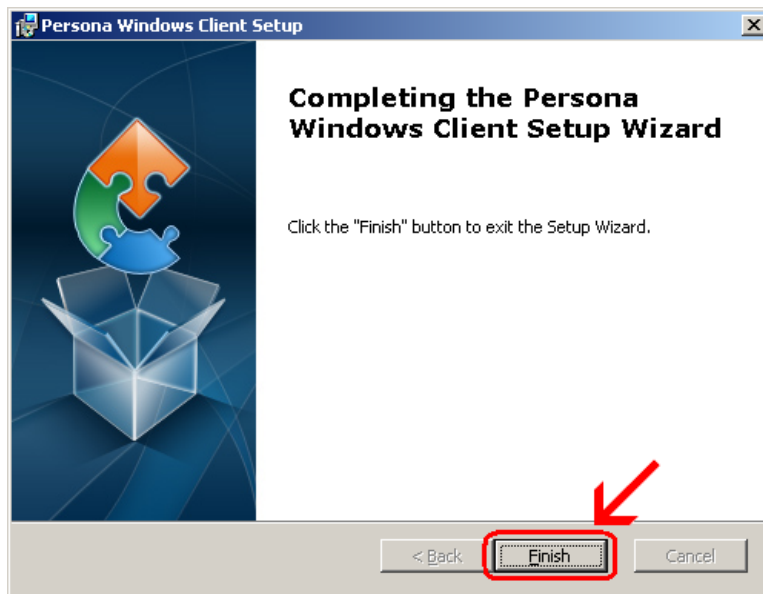 Persona Windows Client Setup
Completing the Persona
Windows Client Setup Wizard
Click the "Finish" button to exit the Setup Wizard.
< Back
Finish
Cancel